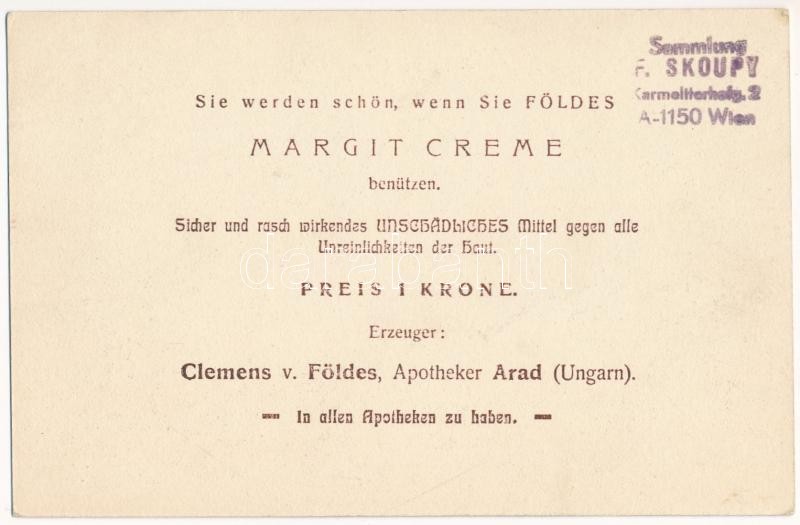 Sammlung
F. SKOUPY
Karmeliterhofg. 2
A-1150 Wien
Sie werden schön, wenn Sie FÖLDES
MARGIT CREME
benützen.
Sicher und rasch wirkendes UNSCHÄDLICHES Mittel gegen alle
Unreinlichkeiten der Haut.
darabanth
PREIS 1 KRONE.
Erzeuger:
Clemens v. Földes, Apotheker Arad (Ungarn).
– In allen Apotheken zu haben. –